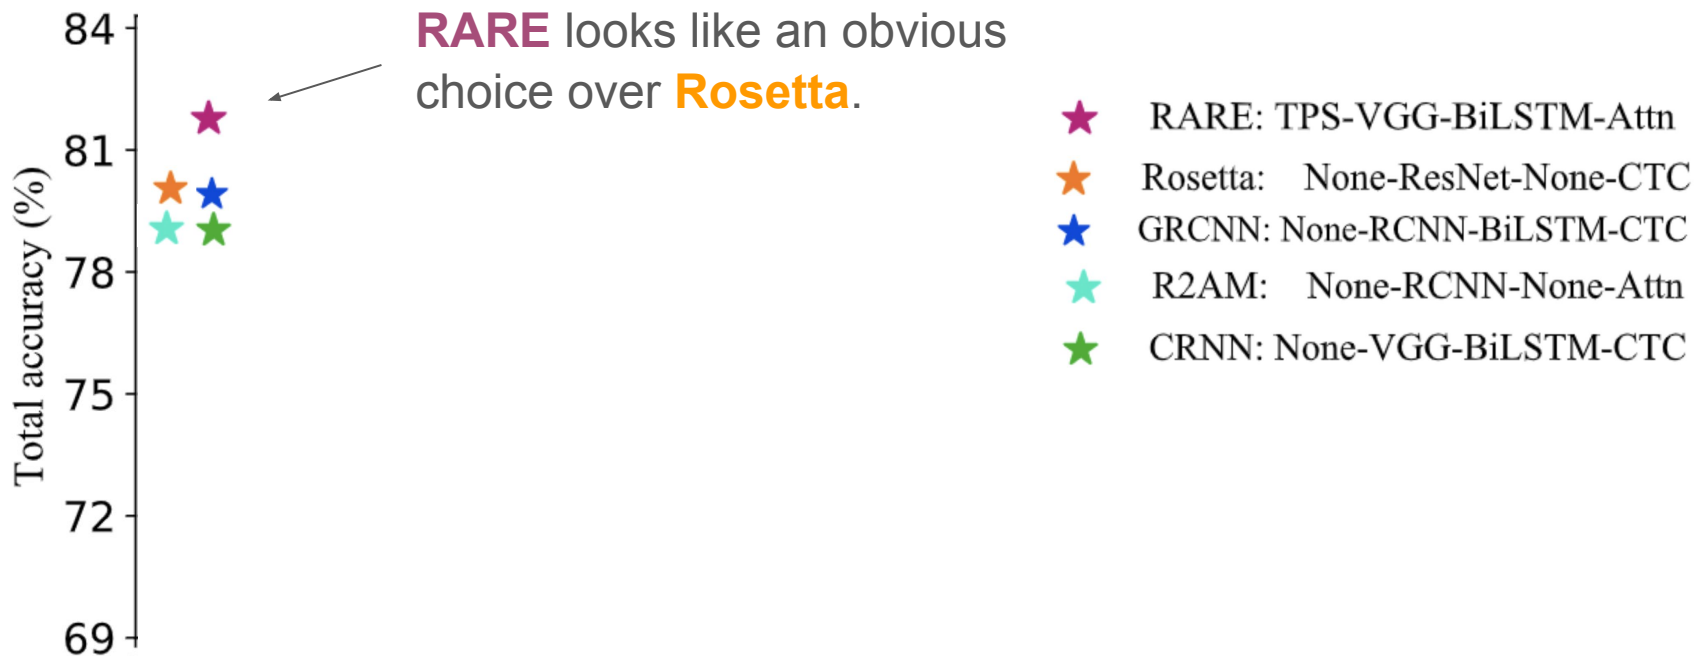 84
81
78
75
72
69
Total accuracy (%)
RARE looks like an obvious
choice over Rosetta.
RARE: TPS-VGG-BiLSTM-Attn
Rosetta: None-ResNet-None-CTC
GRCNN: None-RCNN-BiLSTM-CTC
R2AM: None-RCNN-None-Attn
CRNN: None-VGG-BiLSTM-CTC